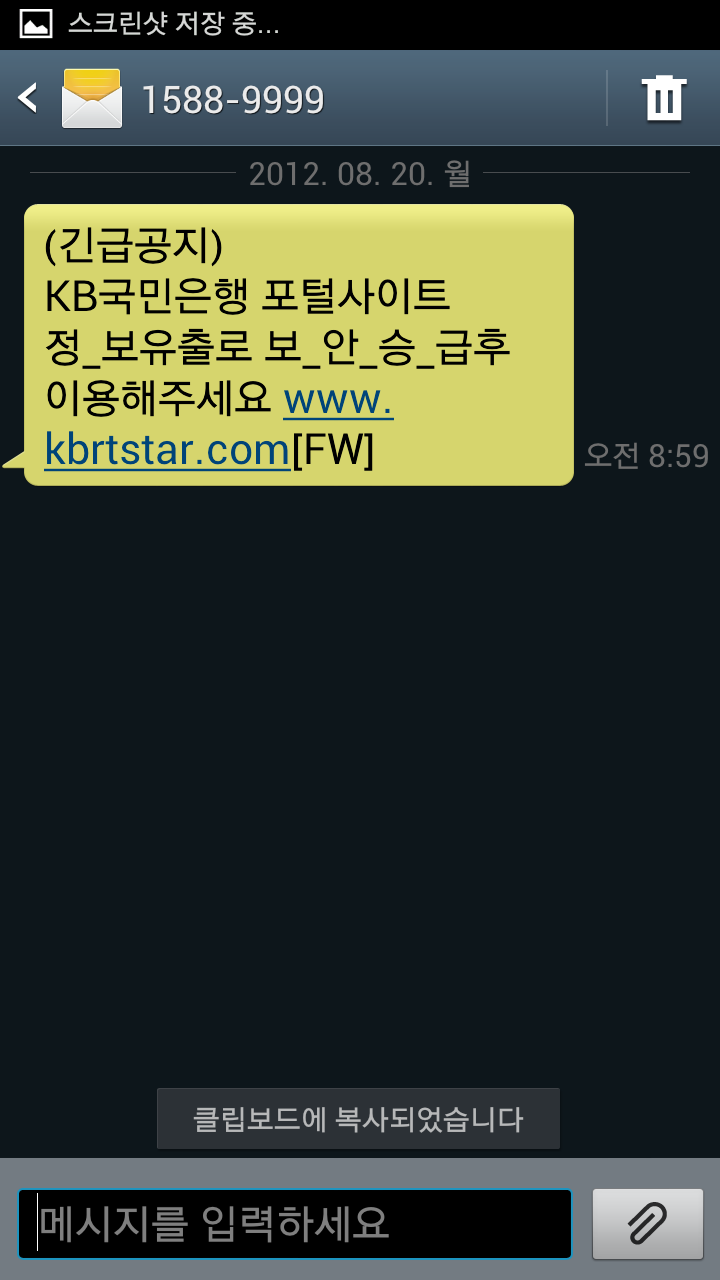 스크린샷 저장 중...
1588-9999
2012. 08. 20. 월
(긴급공지)
KB국민은행 포털사이트
정_보유출로 보_안_승_급후
이용해주세요 www.
kbrtstar.com[FW]
오전 8:59
클립보드에 복사되었습니다
메시지를 입력하세요